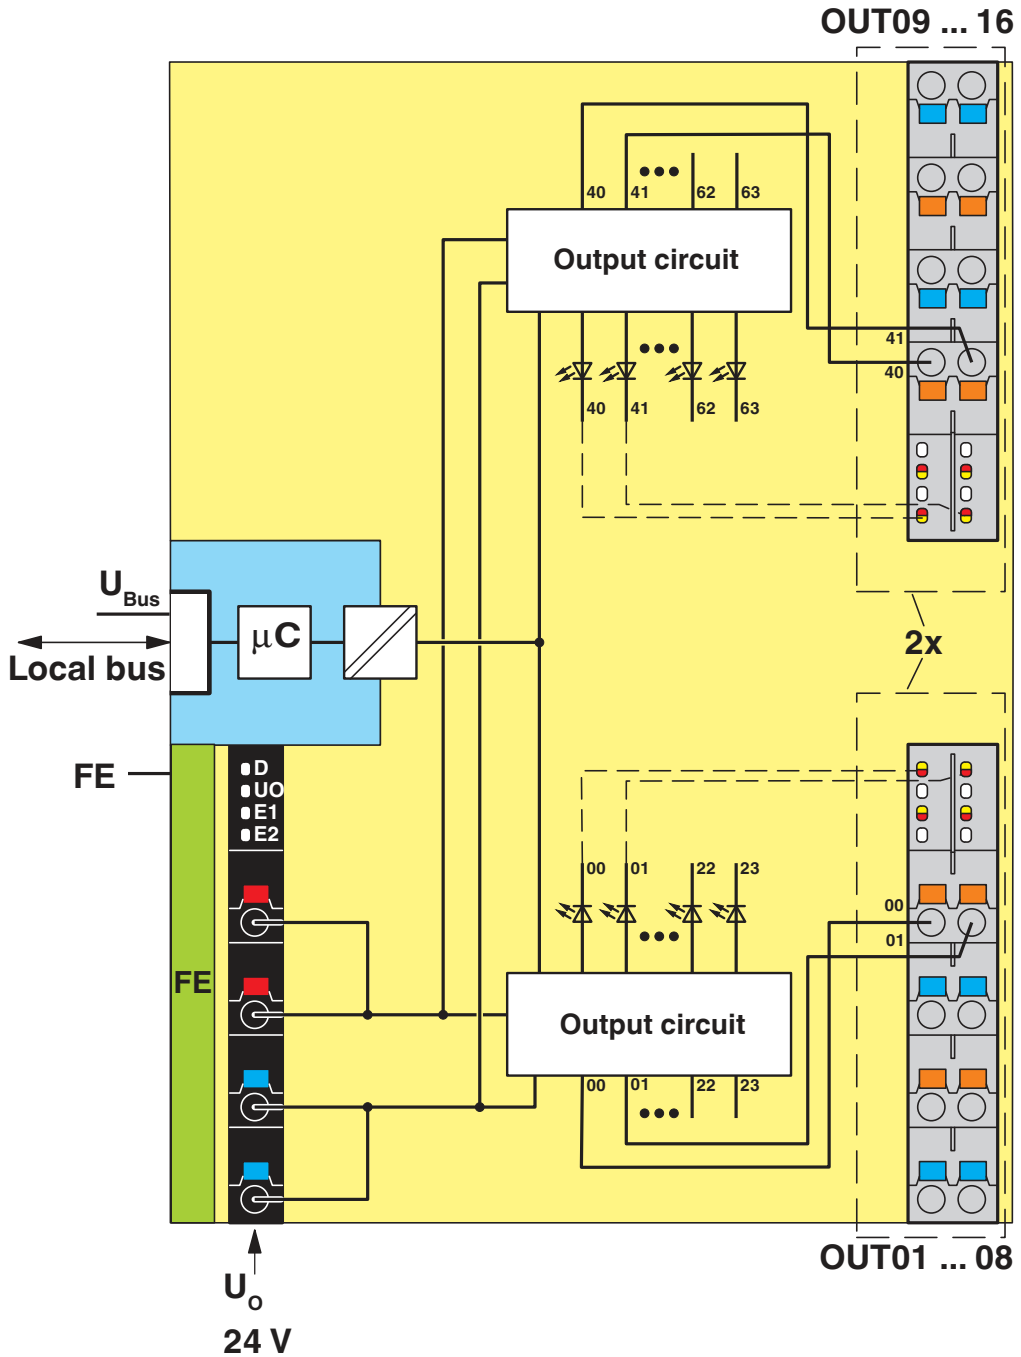 OUT09 ... 16
40 41 62 63
Output circuit
41
40
40 41 62 63
U Bus
µC
Local bus
2x
FE
D
UO
E1
E2
00 01 22 23
00
01
FE
Output circuit
00 01 22 23
OUT01 ... 08
U O
24 V